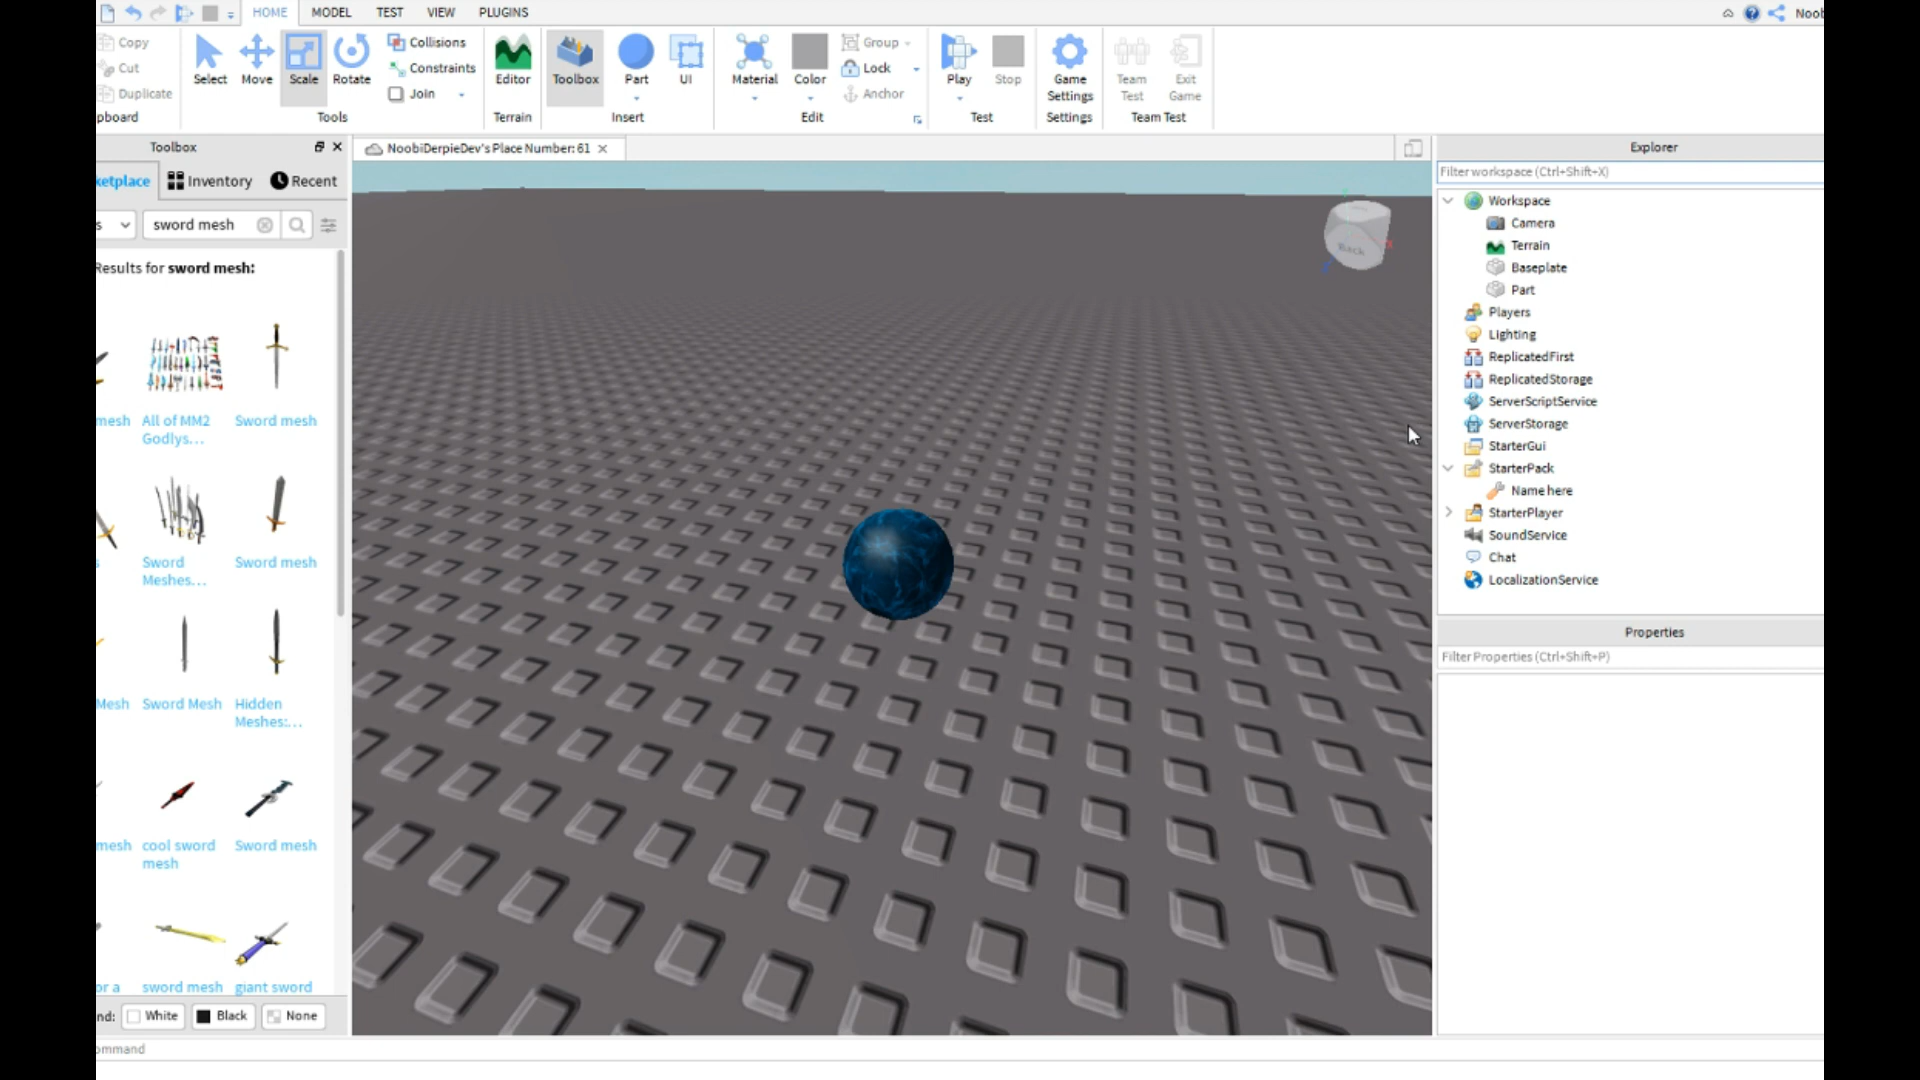 HOME MODEL TEST VIEW PLUGINS
Noob
Copy
Cut
Duplicate
pboard
Select Move Scale Rotate
Collisions
Constraints
Join
Tools
Editor
Terrain
Toolbox Part UI
Insert
Material Color
Group
Lock
Anchor
Edit
Play Stop
Test
Game
Settings
Settings
Team
Test
Exit
Game
Team Test
Toolbox
NoobiDerpieDev's Place Number: 61
Explorer
ketplace Inventory Recent
Filter workspace (Ctrl+Shift+X)
s sword mesh
Results for sword mesh:
mesh
All of MM2
Godlys...
Sword mesh
s
Sword
Meshes...
Sword mesh
Mesh
Sword Mesh
Hidden
Meshes:...
mesh
cool sword
mesh
Sword mesh
or a
sword mesh
giant sword
nd: White Black None
ommand
BACK
X
Workspace
Camera
Terrain
Baseplate
Part
Players
Lighting
ReplicatedFirst
ReplicatedStorage
ServerScriptService
ServerStorage
StarterGui
StarterPack
Name here
StarterPlayer
SoundService
Chat
LocalizationService
Properties
Filter Properties (Ctrl+Shift+P)